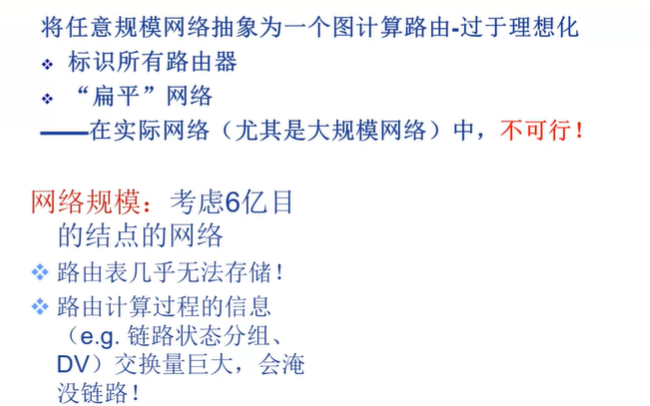 将任意规模网络抽象为一个图计算路由-过于理想化
❖ 标识所有路由器
❖ “扁平”网络
——在实际网络（尤其是大规模网络）中，不可行！
网络规模：考虑6亿目
的结点的网络
❖ 路由表几乎无法存储！
❖ 路由计算过程的信息
（e.g. 链路状态分组、
DV）交换量巨大，会淹
没链路！